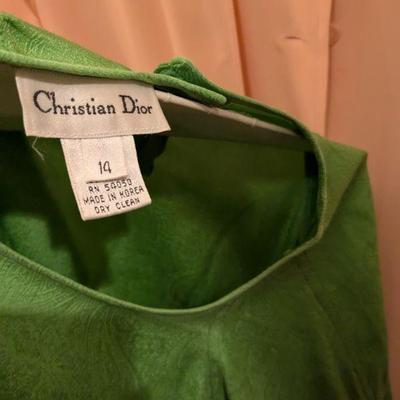 Christian Dior
14
RN 54050
MADE IN KOREA
DRY CLEAN